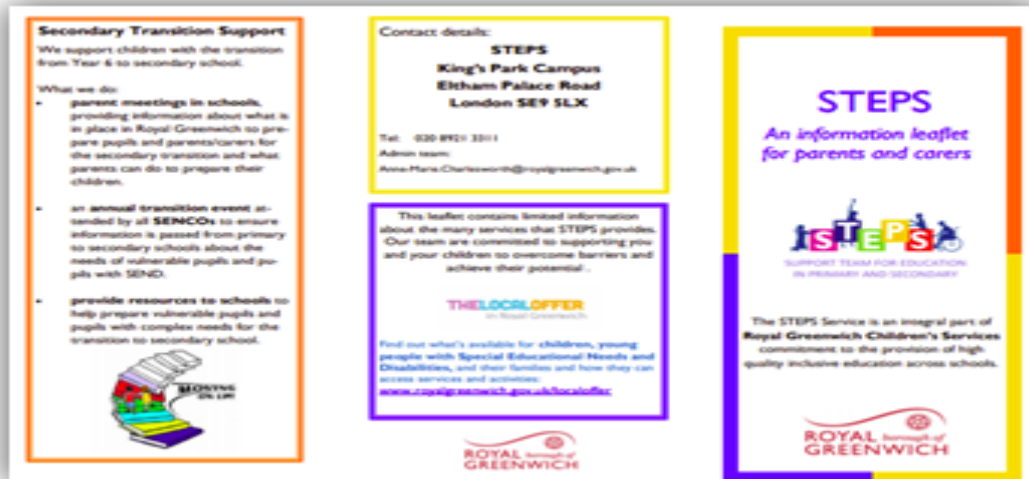 Secondary Transition Support
We support children with the transition
from Year 6 to secondary school.
What we do:
• parent meetings in schools,
providing information about what is
in place in Royal Greenwich to pre-
pare pupils and parents/carers for
the secondary transition and what
parents can do to prepare their
children.
• an annual transition event at-
tended by all SENCOs to ensure
information is passed from primary
to secondary schools about the
needs of vulnerable pupils and pu-
pils with SEND.
• provide resources to schools to
help prepare vulnerable pupils and
pupils with complex needs for the
transition to secondary school.
MOVING
ON UP!
Contact details:
STEPS
King's Park Campus
Eltham Palace Road
London SE9 5LX
Tel: 020 8921 3311
Admin team:
Anne-Marie.Charlesworth@royalgreenwich.gov.uk
This leaflet contains limited information
about the many services that STEPS provides.
Our team are committed to supporting you
and your children to overcome barriers and
achieve their potential .
THELOCALOFFER
in Royal Greenwich
Find out what's available for children, young
people with Special Educational Needs and
Disabilities, and their families and how they can
access services and activities:
www.royalgreenwich.gov.uk/localoffer
ROYAL borough of
GREENWICH
STEPS
An information leaflet
for parents and carers
STEPS
SUPPORT TEAM FOR EDUCATION
IN PRIMARY AND SECONDARY
The STEPS Service is an integral part of
Royal Greenwich Children's Services
commitment to the provision of high
quality inclusive education across schools.
ROYAL borough of
GREENWICH